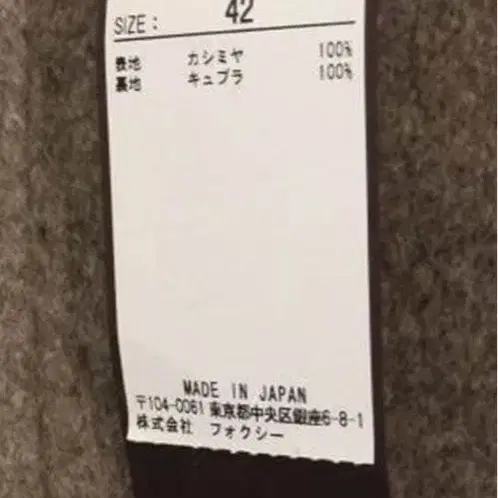 SIZE : 42
表地 カシミヤ 100%
裏地 キュプラ 100%
MADE IN JAPAN
〒104-0061 東京都中央区銀座6-8-1
株式会社 フォクシー